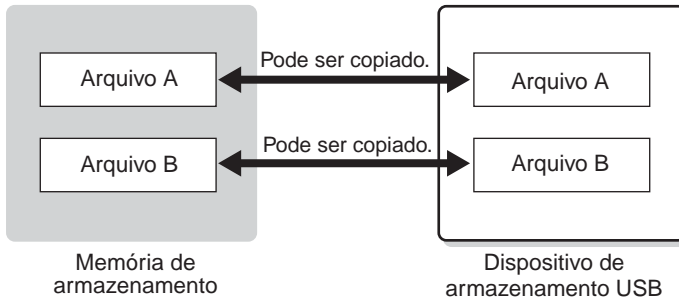 Arquivo A
Pode ser copiado.
Arquivo A
Arquivo B
Pode ser copiado.
Arquivo B
Memória de
armazenamento
Dispositivo de
armazenamento USB